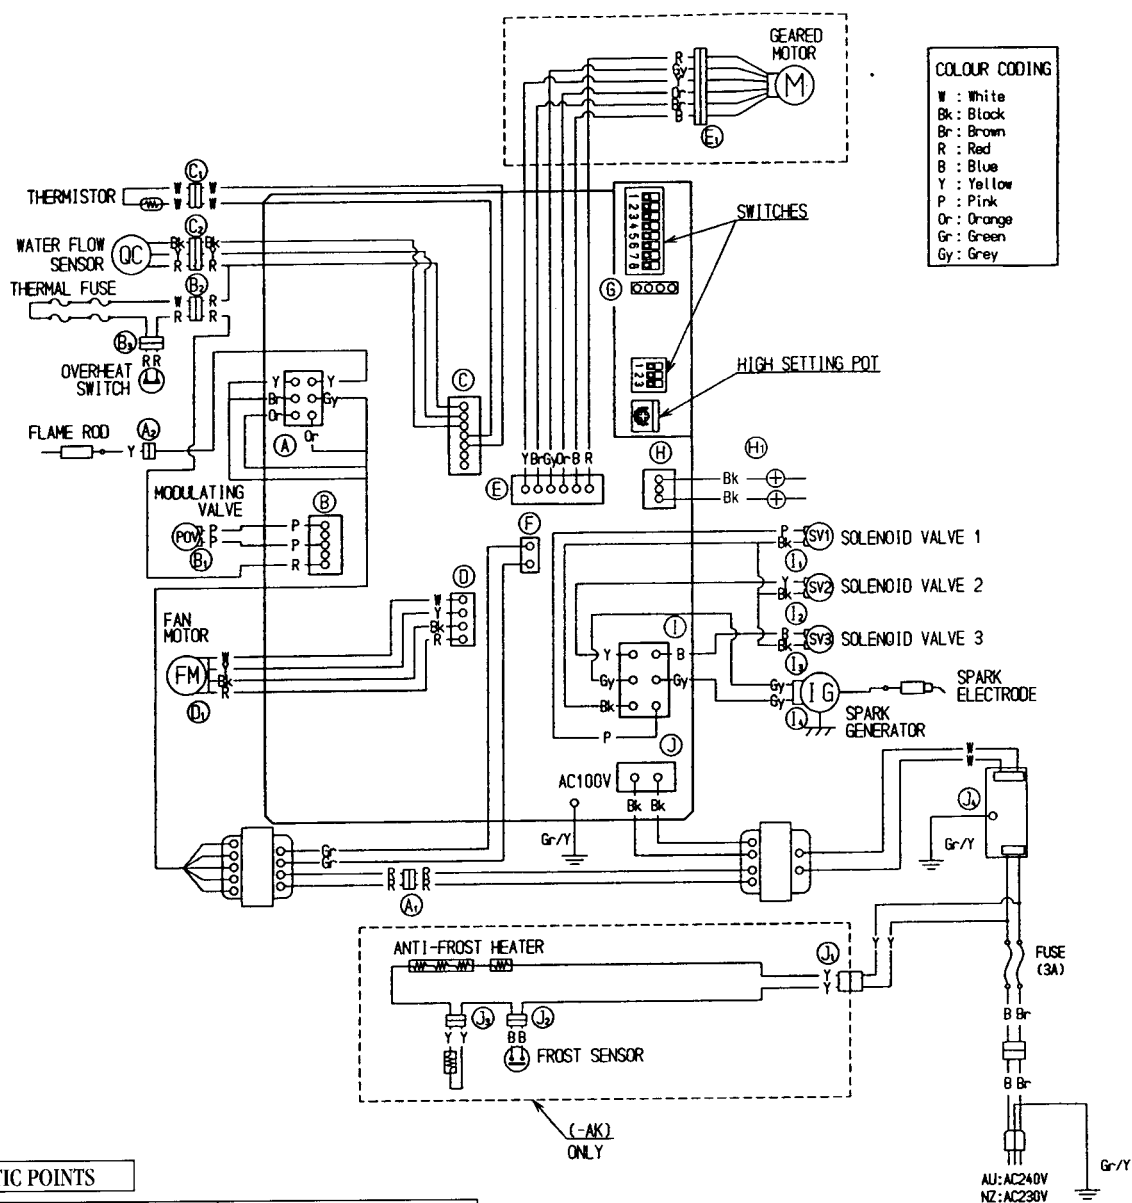 GEARED
MOTOR
M
R
Gy
Y
Or
Br
B
E₁
COLOUR CODING
W : White
Bk : Black
Br : Brown
R : Red
B : Blue
Y : Yellow
P : Pink
Or : Orange
Gr : Green
Gy : Grey
C₁
THERMISTOR
W W
W W
C₂
WATER FLOW
SENSOR
QC
Bk Bk
Y Y
R R
B₂
THERMAL FUSE
W R
R R
B₃
R R
OVERHEAT
SWITCH
FLAME ROD
Y
A₂
Y Y
Br Gy
Or
Or
A
C
1
2
3
4
5
6
7
8
SWITCHES
G
1
2
3
HIGH SETTING POT
Y Br Gy Or B R
E
H
H₁
Bk
Bk
MODULATING
VALVE
POV
P P
P P
R
B₁
B
F
P
Bk
SV1
SOLENOID VALVE 1
I₁
Y
Bk
SV2
SOLENOID VALVE 2
I₂
B
Bk
SV3
SOLENOID VALVE 3
I₃
D
W
Y
Bk
R
FAN
MOTOR
FM
W
Y
Bk
R
D₁
I
Y B
Gy Gy
Bk
P
Gy
Gy
IG
SPARK
ELECTRODE
I₄
SPARK
GENERATOR
J
AC100V
Bk Bk
Gr/Y
W
W
J₄
Gr/Y
Gr
Gr
R R
B B
R R
A₁
ANTI-FROST HEATER
J₁
Y
Y
Y Y
FUSE
(3A)
J₃
J₂
Y Y
B B
FROST SENSOR
B Br
B Br
(-AK)
ONLY
TIC POINTS
AU:AC240V
NZ:AC230V
Gr/Y